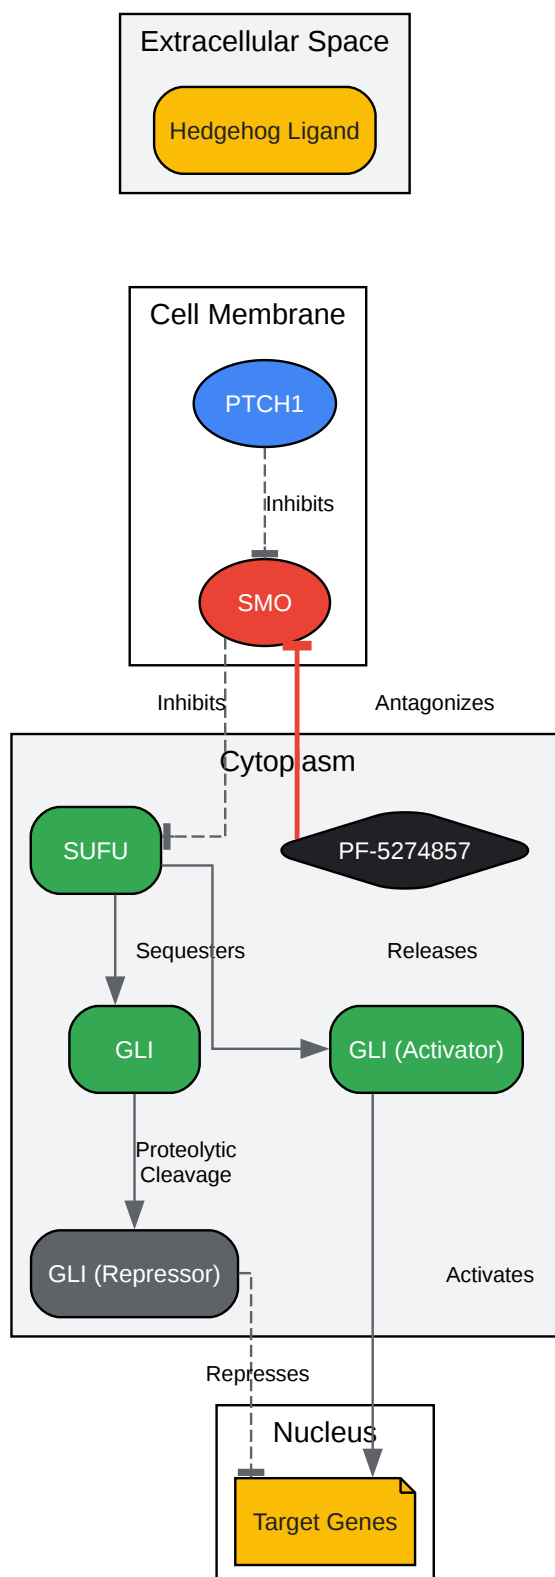 Extracellular Space
Hedgehog Ligand
Cell Membrane
PTCH1
Inhibits
SMO
Inhibits
Antagonizes
Cytoplasm
SUFU
PF-5274857
Sequesters
Releases
GLI
GLI (Activator)
Proteolytic
Cleavage
GLI (Repressor)
Activates
Represses
Nucleus
Target Genes